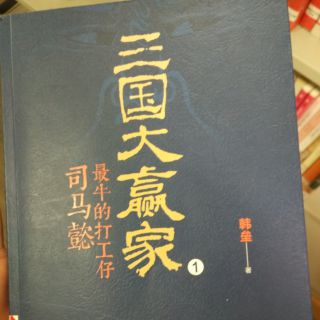 三国大赢家
司马懿
最牛的打工仔
1
韩垒——著